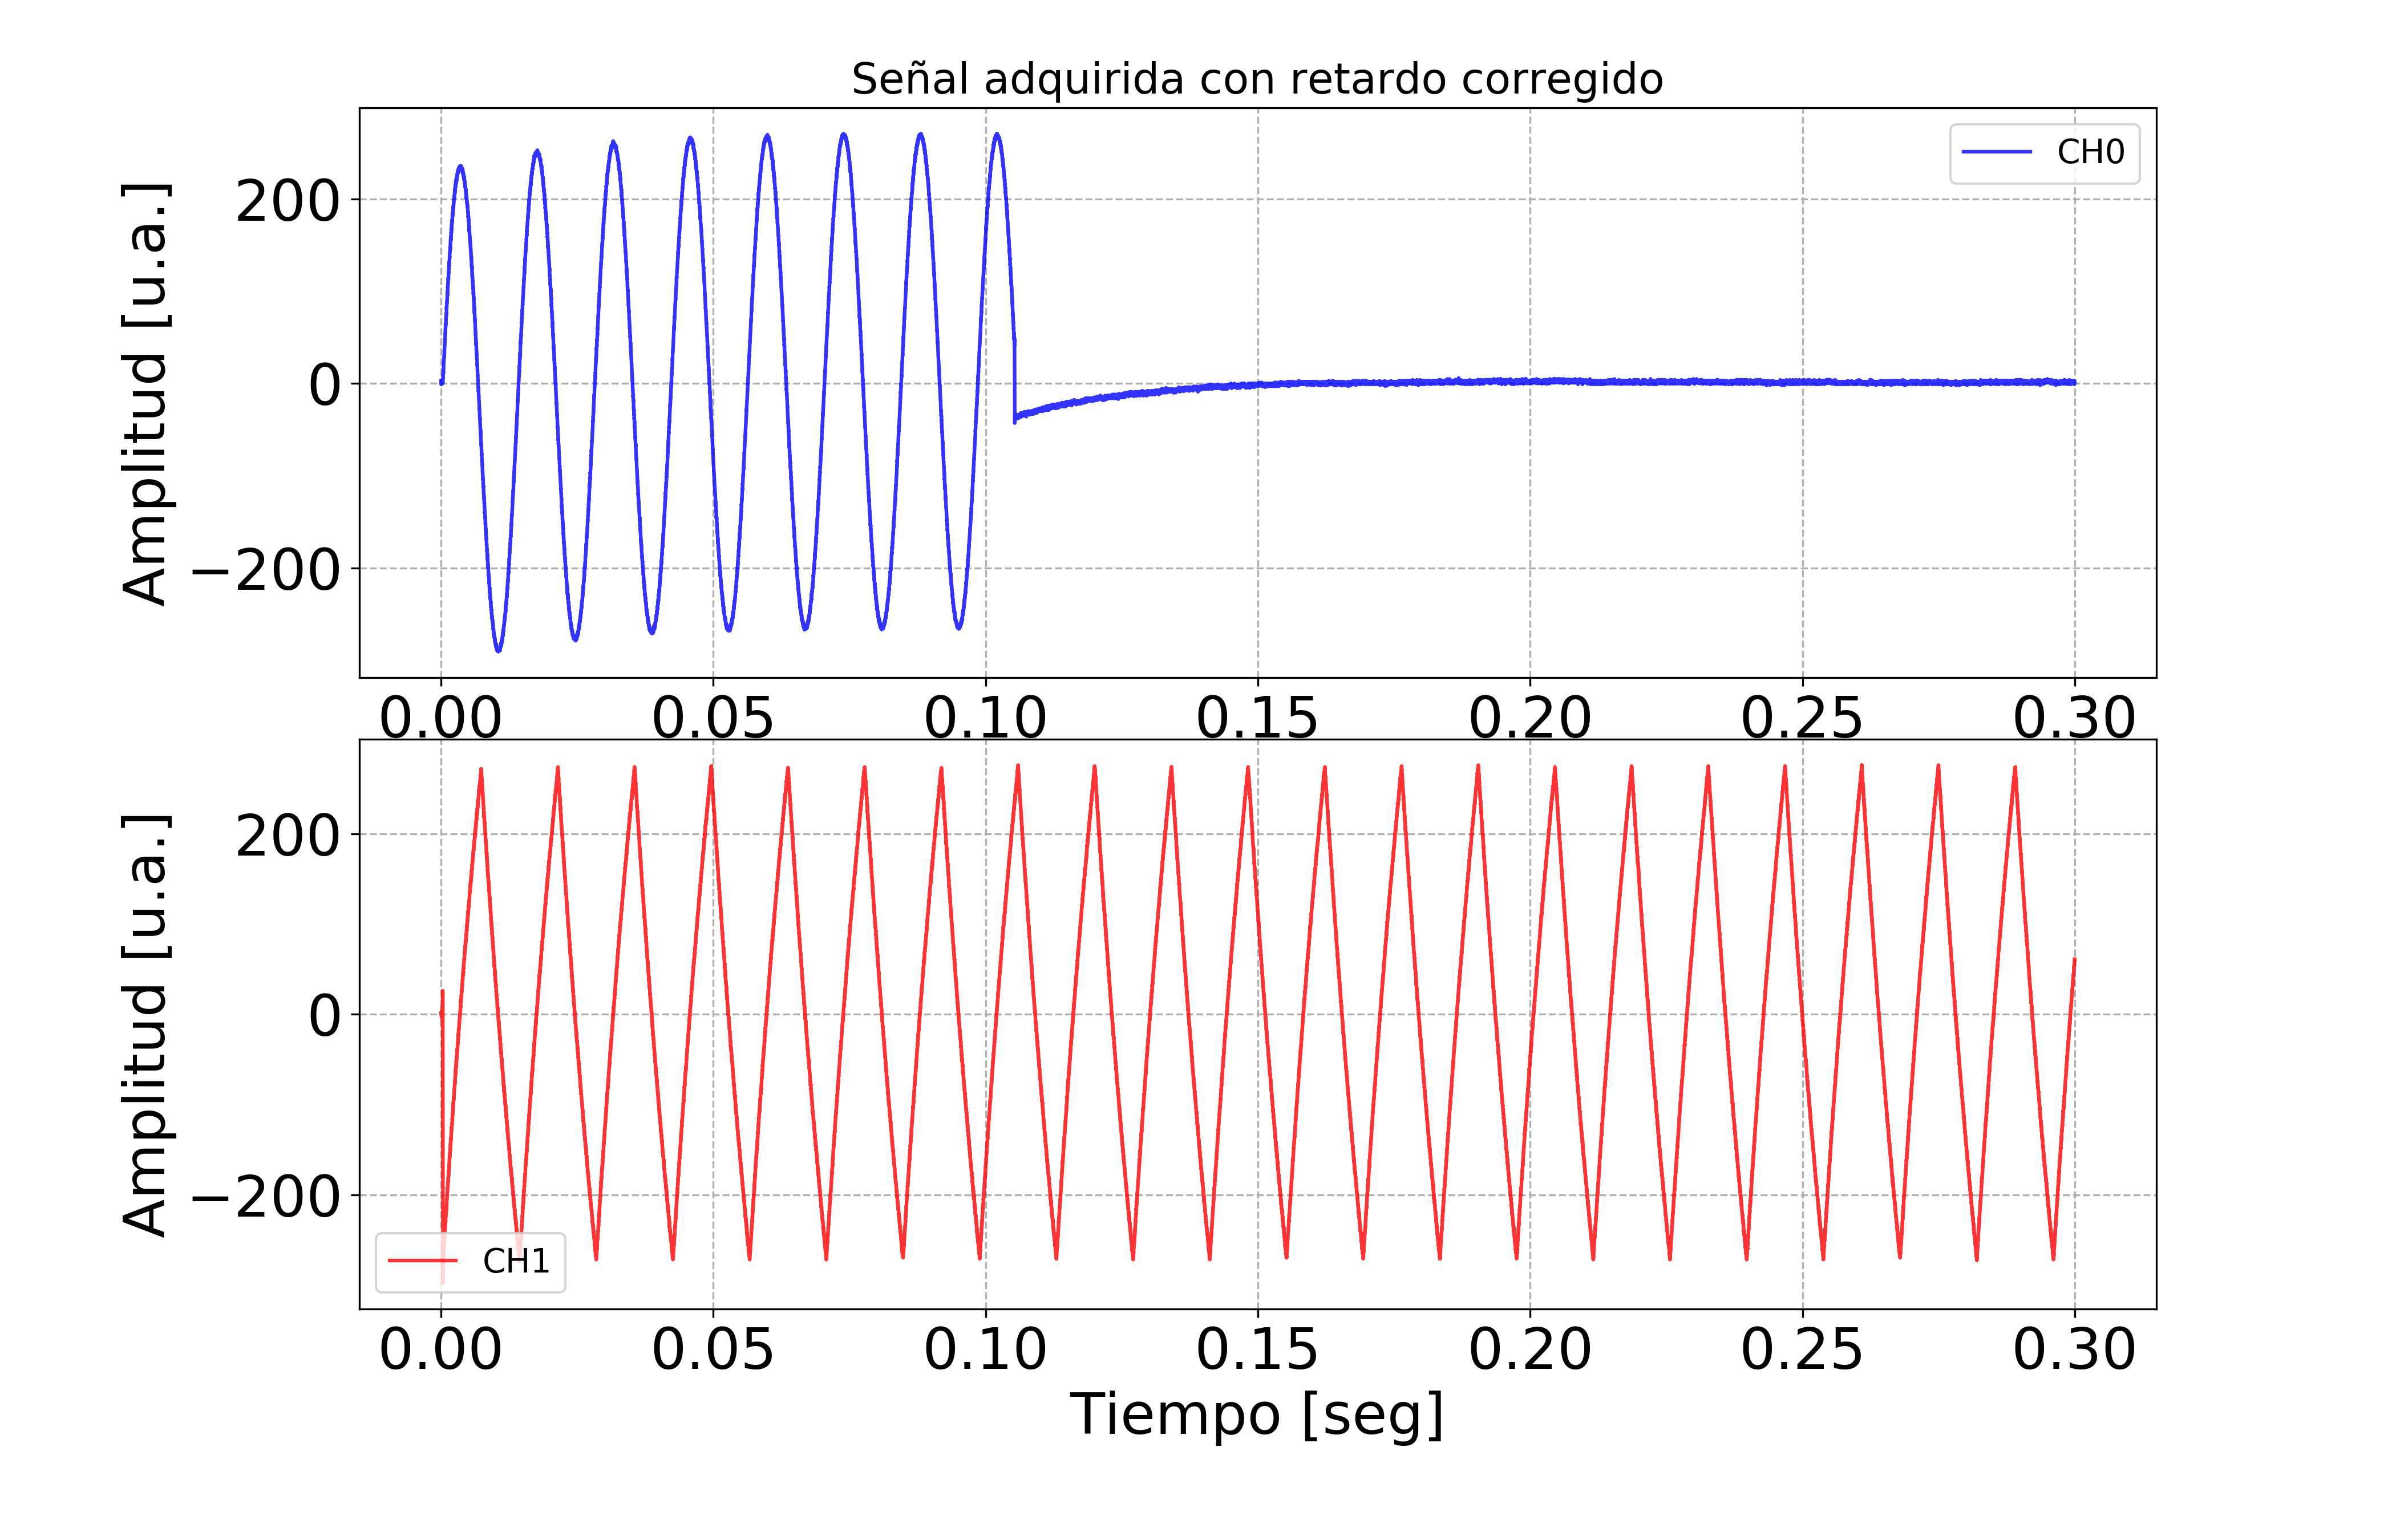 Señal adquirida con retardo corregido
Amplitud [u.a.]
200
0
−200
CH0
0.00 0.05 0.10 0.15 0.20 0.25 0.30
Amplitud [u.a.]
200
0
−200
CH1
0.00 0.05 0.10 0.15 0.20 0.25 0.30
Tiempo [seg]